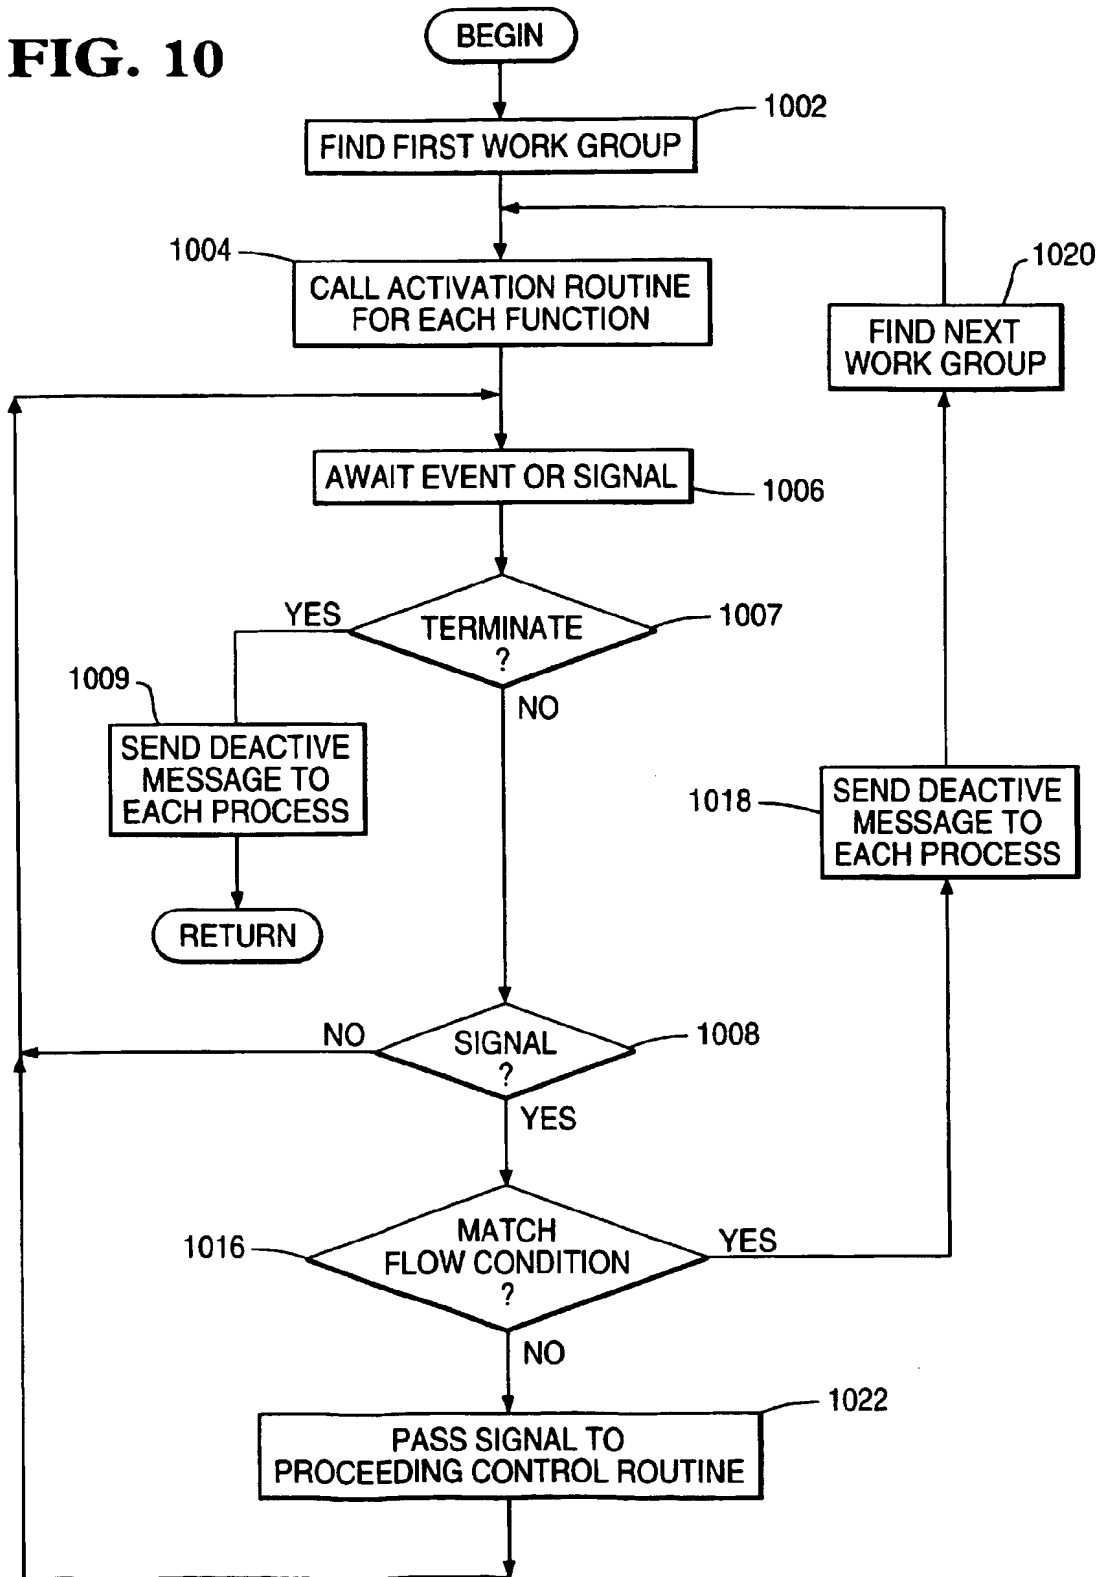 FIG. 10
BEGIN
1002
FIND FIRST WORK GROUP
1004
CALL ACTIVATION ROUTINE
FOR EACH FUNCTION
1020
FIND NEXT
WORK GROUP
AWAIT EVENT OR SIGNAL
1006
YES
TERMINATE
?
1007
NO
1009
SEND DEACTIVE
MESSAGE TO
EACH PROCESS
1018
SEND DEACTIVE
MESSAGE TO
EACH PROCESS
RETURN
NO
SIGNAL
?
1008
YES
1016
MATCH
FLOW CONDITION
?
YES
NO
1022
PASS SIGNAL TO
PROCEEDING CONTROL ROUTINE